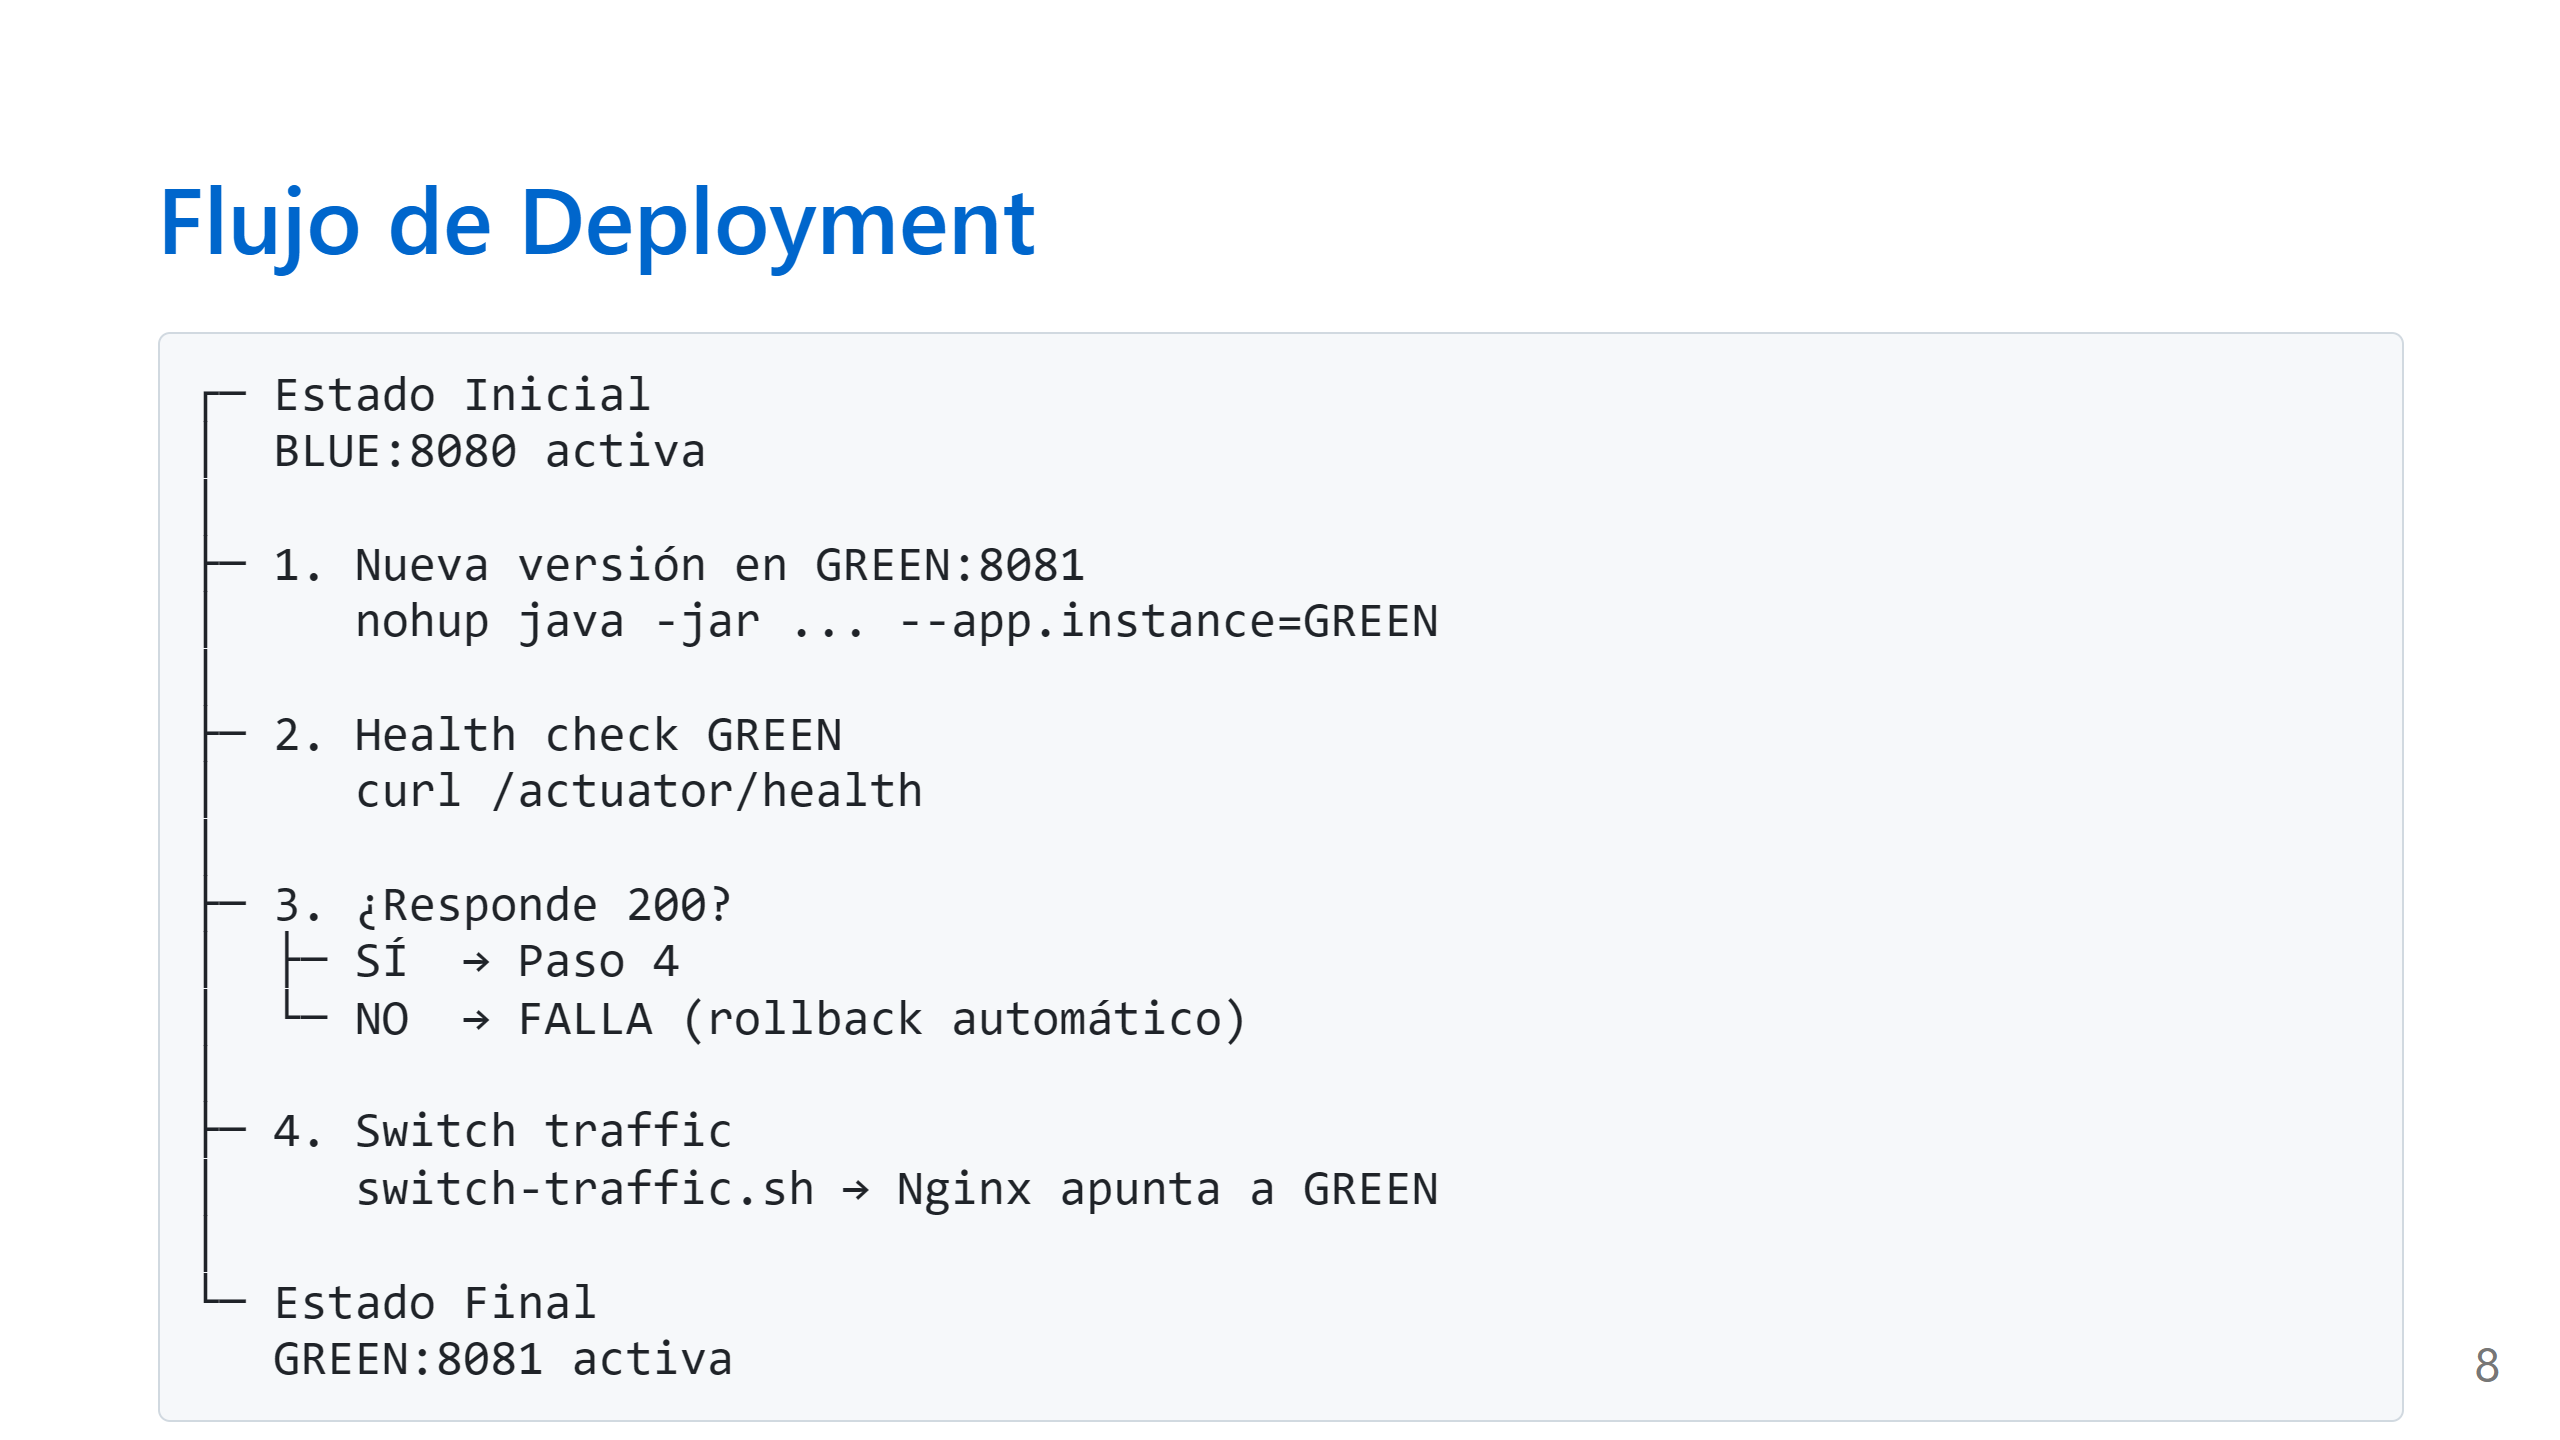 Flujo de Deployment
┌─ Estado Inicial
│  BLUE:8080 activa
│
├─ 1. Nueva versión en GREEN:8081
│     nohup java -jar ... --app.instance=GREEN
│
├─ 2. Health check GREEN
│     curl /actuator/health
│
├─ 3. ¿Responde 200?
│  ├─ SÍ  → Paso 4
│  └─ NO  → FALLA (rollback automático)
│
├─ 4. Switch traffic
│     switch-traffic.sh → Nginx apunta a GREEN
│
└─ Estado Final
   GREEN:8081 activa
8